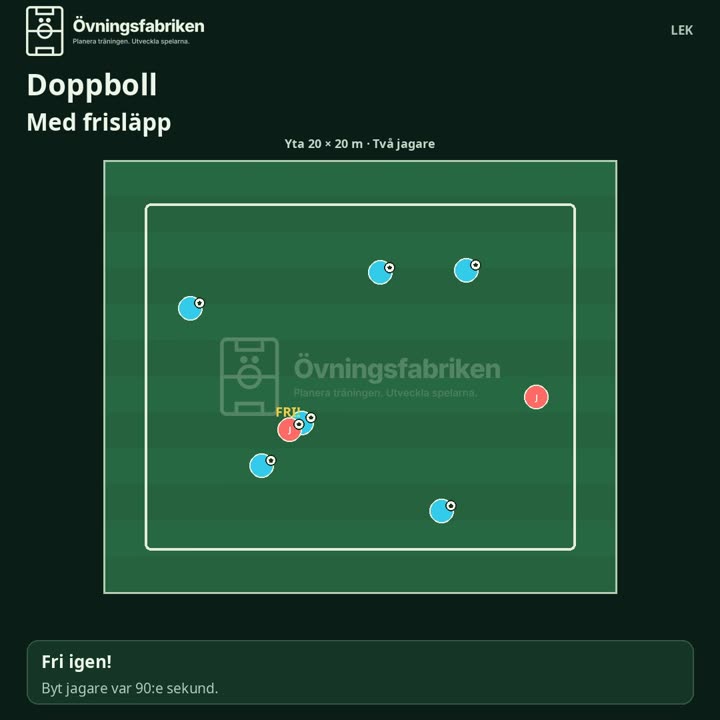 Övningsfabriken
Planera träningen. Utveckla spelarna.
LEK
Doppboll
Med frisläpp
Yta 20 × 20 m · Två jagare
Övningsfabriken
Planera träningen. Utveckla spelarna.
J
J
Fri igen!
Byt jagare var 90:e sekund.